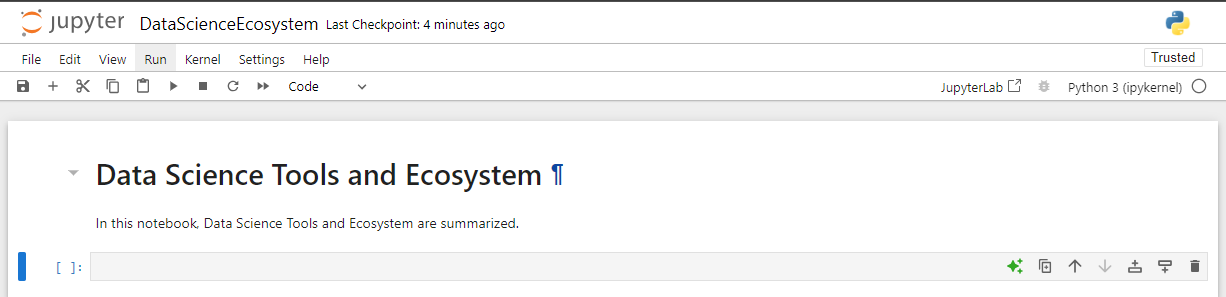 jupyter DataScienceEcosystem Last Checkpoint: 4 minutes ago
File Edit View Run Kernel Settings Help Trusted
Code JupyterLab Python 3 (ipykernel)
Data Science Tools and Ecosystem ¶
In this notebook, Data Science Tools and Ecosystem are summarized.
[ ]: